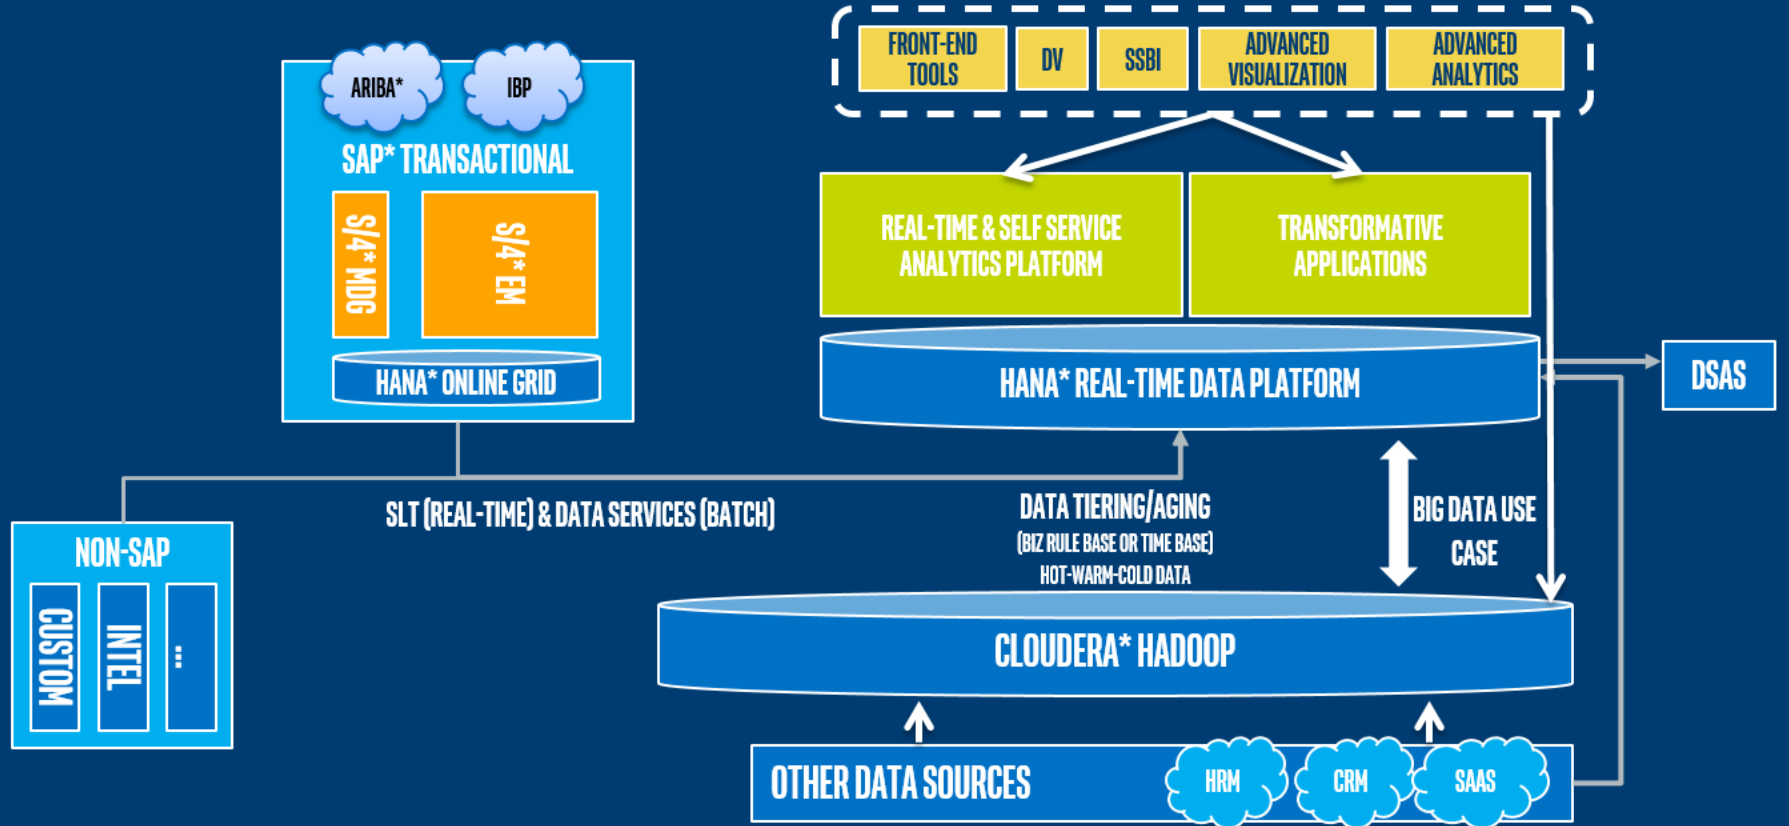 FRONT-END
TOOLS
DV
SSBI
ADVANCED
VISUALIZATION
ADVANCED
ANALYTICS
ARIBA*
IBP
SAP* TRANSACTIONAL
S/4* MDG
S/4* EM
HANA* ONLINE GRID
REAL-TIME & SELF SERVICE
ANALYTICS PLATFORM
TRANSFORMATIVE
APPLICATIONS
HANA* REAL-TIME DATA PLATFORM
DSAS
SLT (REAL-TIME) & DATA SERVICES (BATCH)
DATA TIERING/AGING
(BIZ RULE BASE OR TIME BASE)
HOT-WARM-COLD DATA
BIG DATA USE
CASE
NON-SAP
CUSTOM
INTEL
...
CLOUDERA* HADOOP
OTHER DATA SOURCES
HRM
CRM
SAAS